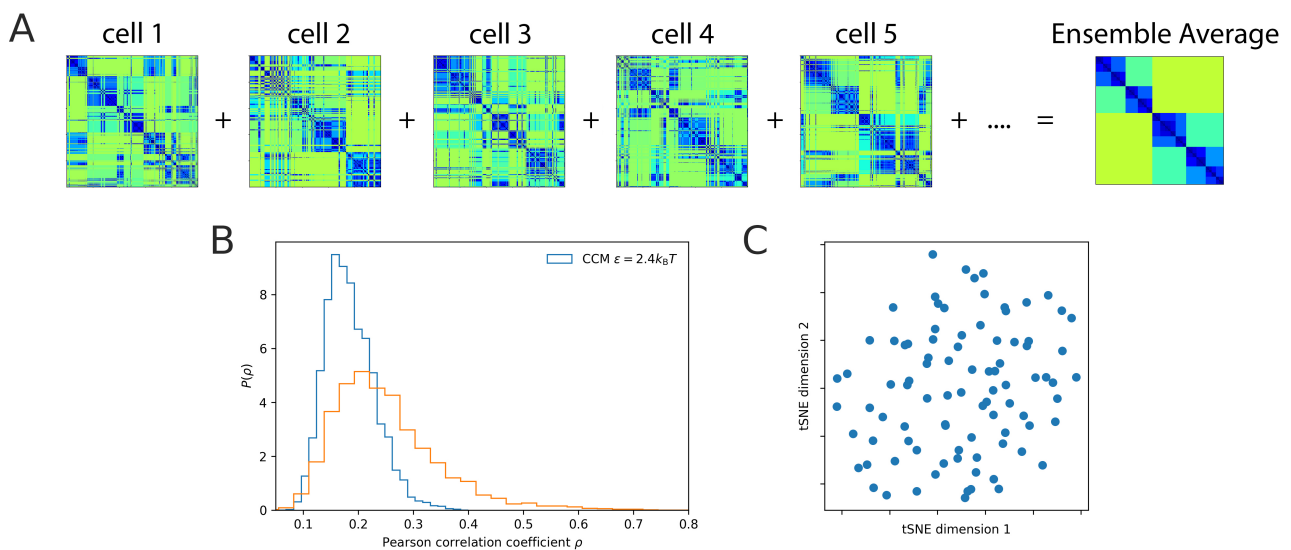 A
cell 1 cell 2 cell 3 cell 4 cell 5 Ensemble Average
+ + + + + .... =
B
CCM ε = 2.4k_BT
P(ρ)
8
6
4
2
0
0.1 0.2 0.3 0.4 0.5 0.6 0.7 0.8
Pearson correlation coefficient ρ
C
tSNE dimension 2
tSNE dimension 1